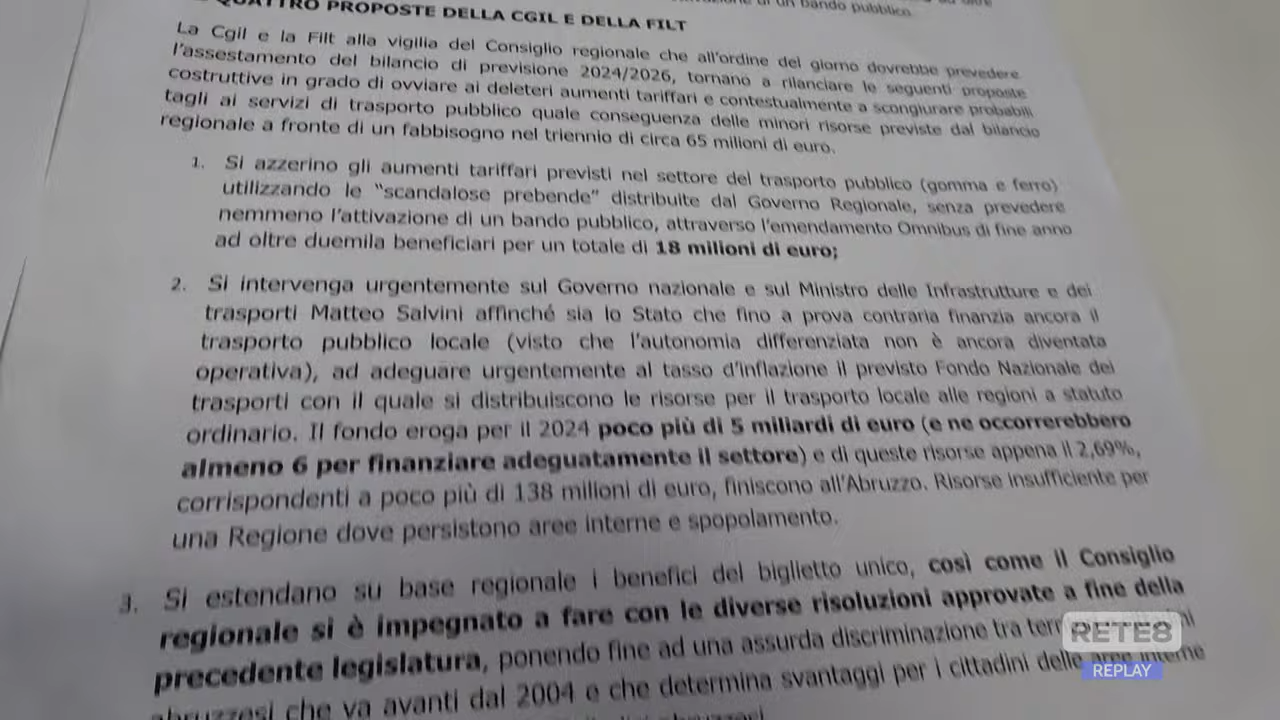 di un bando pubblico.
QUATTRO PROPOSTE DELLA CGIL E DELLA FILT
La Cgil e la Filt alla vigilia del Consiglio regionale che all'ordine del giorno dovrebbe prevedere
l'assestamento del bilancio di previsione 2024/2026, tornano a rilanciare le seguenti proposte
costruttive in grado di ovviare ai deleteri aumenti tariffari e contestualmente a scongiurare probabili
tagli ai servizi di trasporto pubblico quale conseguenza delle minori risorse previste dal bilancio
regionale a fronte di un fabbisogno nel triennio di circa 65 milioni di euro.
1. Si azzerino gli aumenti tariffari previsti nel settore del trasporto pubblico (gomma e ferro)
utilizzando le "scandalose prebende" distribuite dal Governo Regionale, senza prevedere
nemmeno l'attivazione di un bando pubblico, attraverso l'emendamento Omnibus di fine anno
ad oltre duemila beneficiari per un totale di 18 milioni di euro;
2. Si intervenga urgentemente sul Governo nazionale e sul Ministro delle Infrastrutture e dei
trasporti Matteo Salvini affinché sia lo Stato che fino a prova contraria finanzia ancora il
trasporto pubblico locale (visto che l'autonomia differenziata non è ancora diventata
operativa), ad adeguare urgentemente al tasso d'inflazione il previsto Fondo Nazionale dei
trasporti con il quale si distribuiscono le risorse per il trasporto locale alle regioni a statuto
ordinario. Il fondo eroga per il 2024 poco più di 5 miliardi di euro (e ne occorrerebbero
almeno 6 per finanziare adeguatamente il settore) e di queste risorse appena il 2,69%,
corrispondenti a poco più di 138 milioni di euro, finiscono all'Abruzzo. Risorse insufficiente per
una Regione dove persistono aree interne e spopolamento.
3. Si estendano su base regionale i benefici del biglietto unico, così come il Consiglio
regionale si è impegnato a fare con le diverse risoluzioni approvate a fine della
precedente legislatura, ponendo fine ad una assurda discriminazione tra
abruzzesi che va avanti dal 2004 e che determina svantaggi per i cittadini delle aree interne
RETE8
REPLAY